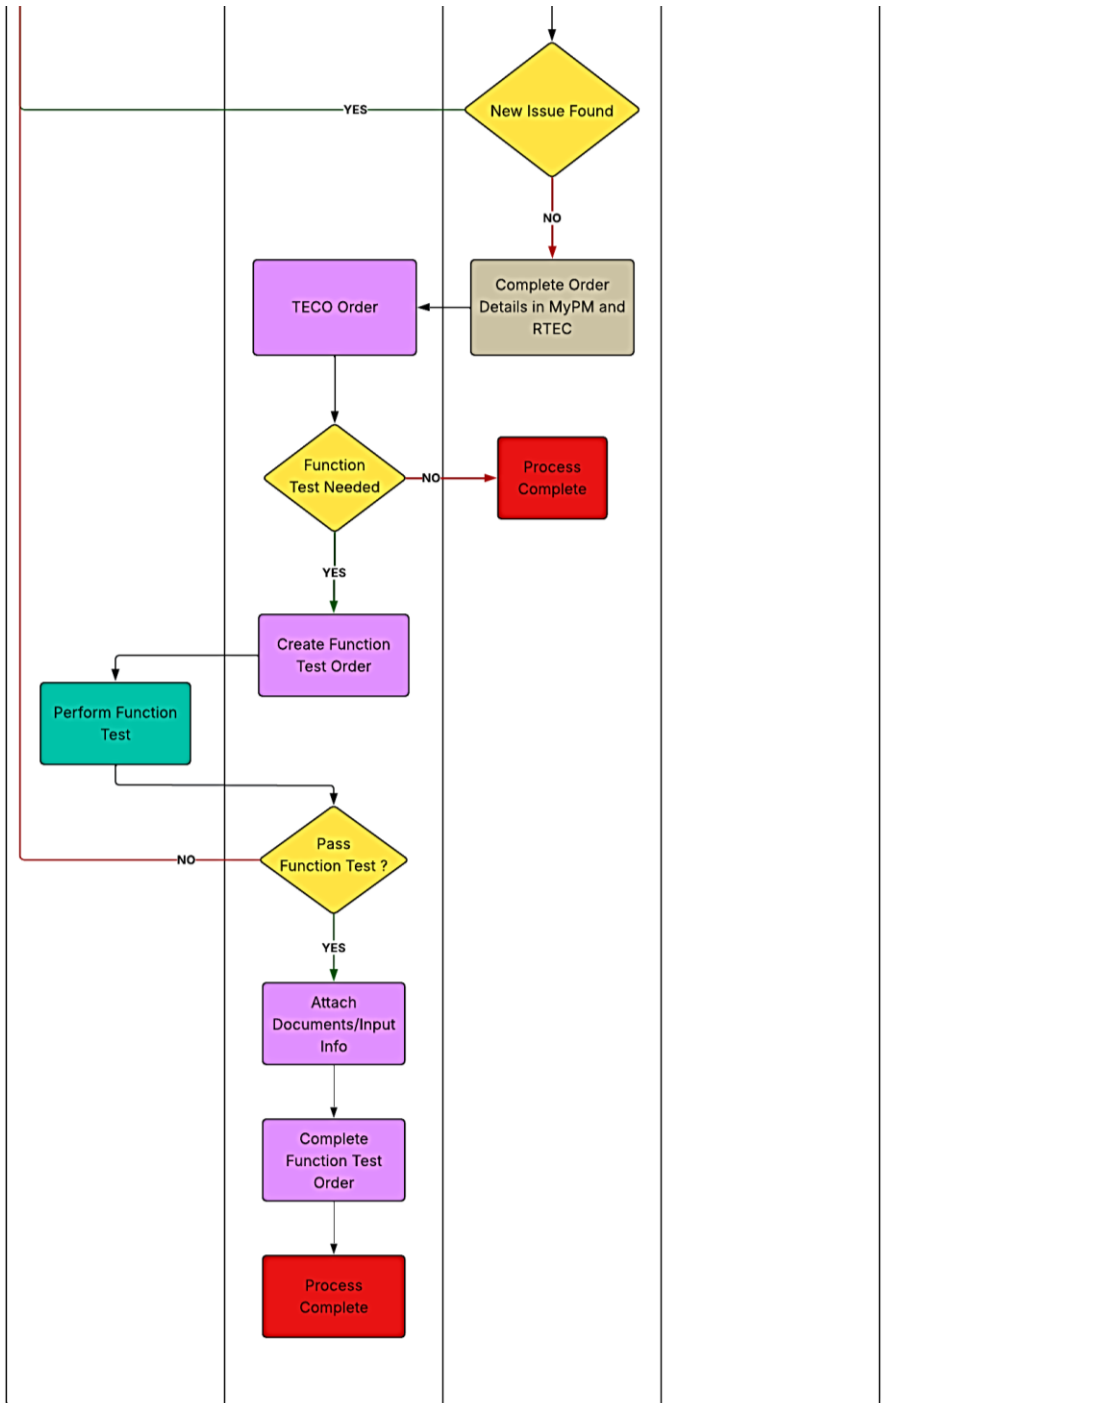 New Issue Found
YES
NO
Complete Order
Details in MyPM and
RTEC
TECO Order
Function
Test Needed
NO
Process
Complete
YES
Create Function
Test Order
Perform Function
Test
Pass
Function Test ?
NO
YES
Attach
Documents/Input
Info
Complete
Function Test
Order
Process
Complete